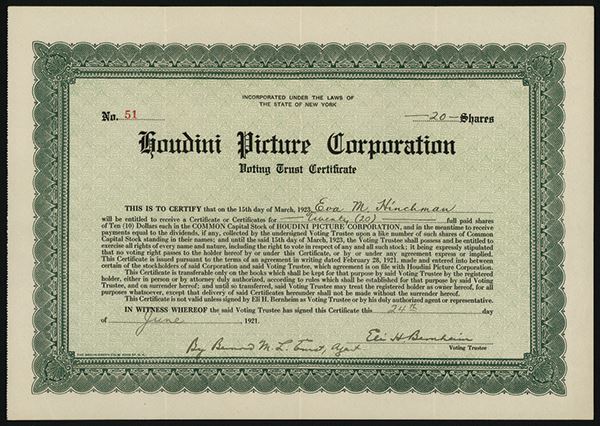 INCORPORATED UNDER THE LAWS OF
THE STATE OF NEW YORK
No. 51
—20— Shares
Houdini Picture Corporation
Voting Trust Certificate
THIS IS TO CERTIFY that on the 15th day of March, 1923, Eva M. Hinchman
will be entitled to receive a Certificate or Certificates for Twenty (20) full paid shares
of Ten (10) Dollars each in the COMMON Capital Stock of HOUDINI PICTURE CORPORATION, and in the meantime to receive
payments equal to the dividends, if any, collected by the undersigned Voting Trustee upon a like number of such shares of Common
Capital Stock standing in their names; and until the said 15th day of March, 1923, the Voting Trustee shall possess and be entitled to
exercise all rights of every name and nature, including the right to vote in respect of any and all such stock; it being expressly stipulated
that no voting right passes to the holder hereof by or under this Certificate, or by or under any agreement express or implied.
This Certificate is issued pursuant to the terms of an agreement in writing dated February 28, 1921, made and entered into between
certain of the stockholders of said Corporation and said Voting Trustee, which agreement is on file with Houdini Picture Corporation.
This Certificate is transferable only on the books which shall be kept for that purpose by said Voting Trustee by the registered
holder, either in person or by attorney duly authorized, according to rules which shall be established for that purpose by said Voting
Trustee, and on surrender hereof; and until so transferred, said Voting Trustee may treat the registered holder as owner hereof, for all
purposes whatsoever, except that delivery of said Certificates hereunder shall not be made without the surrender hereof.
This Certificate is not valid unless signed by Eli H. Bernheim as Voting Trustee or by his duly authorized agent or representative.
IN WITNESS WHEREOF the said Voting Trustee has signed this Certificate this 24th day
of June 1921.
Eli H Bernheim
Voting Trustee
By Bernard M. L. Ernst, Agent